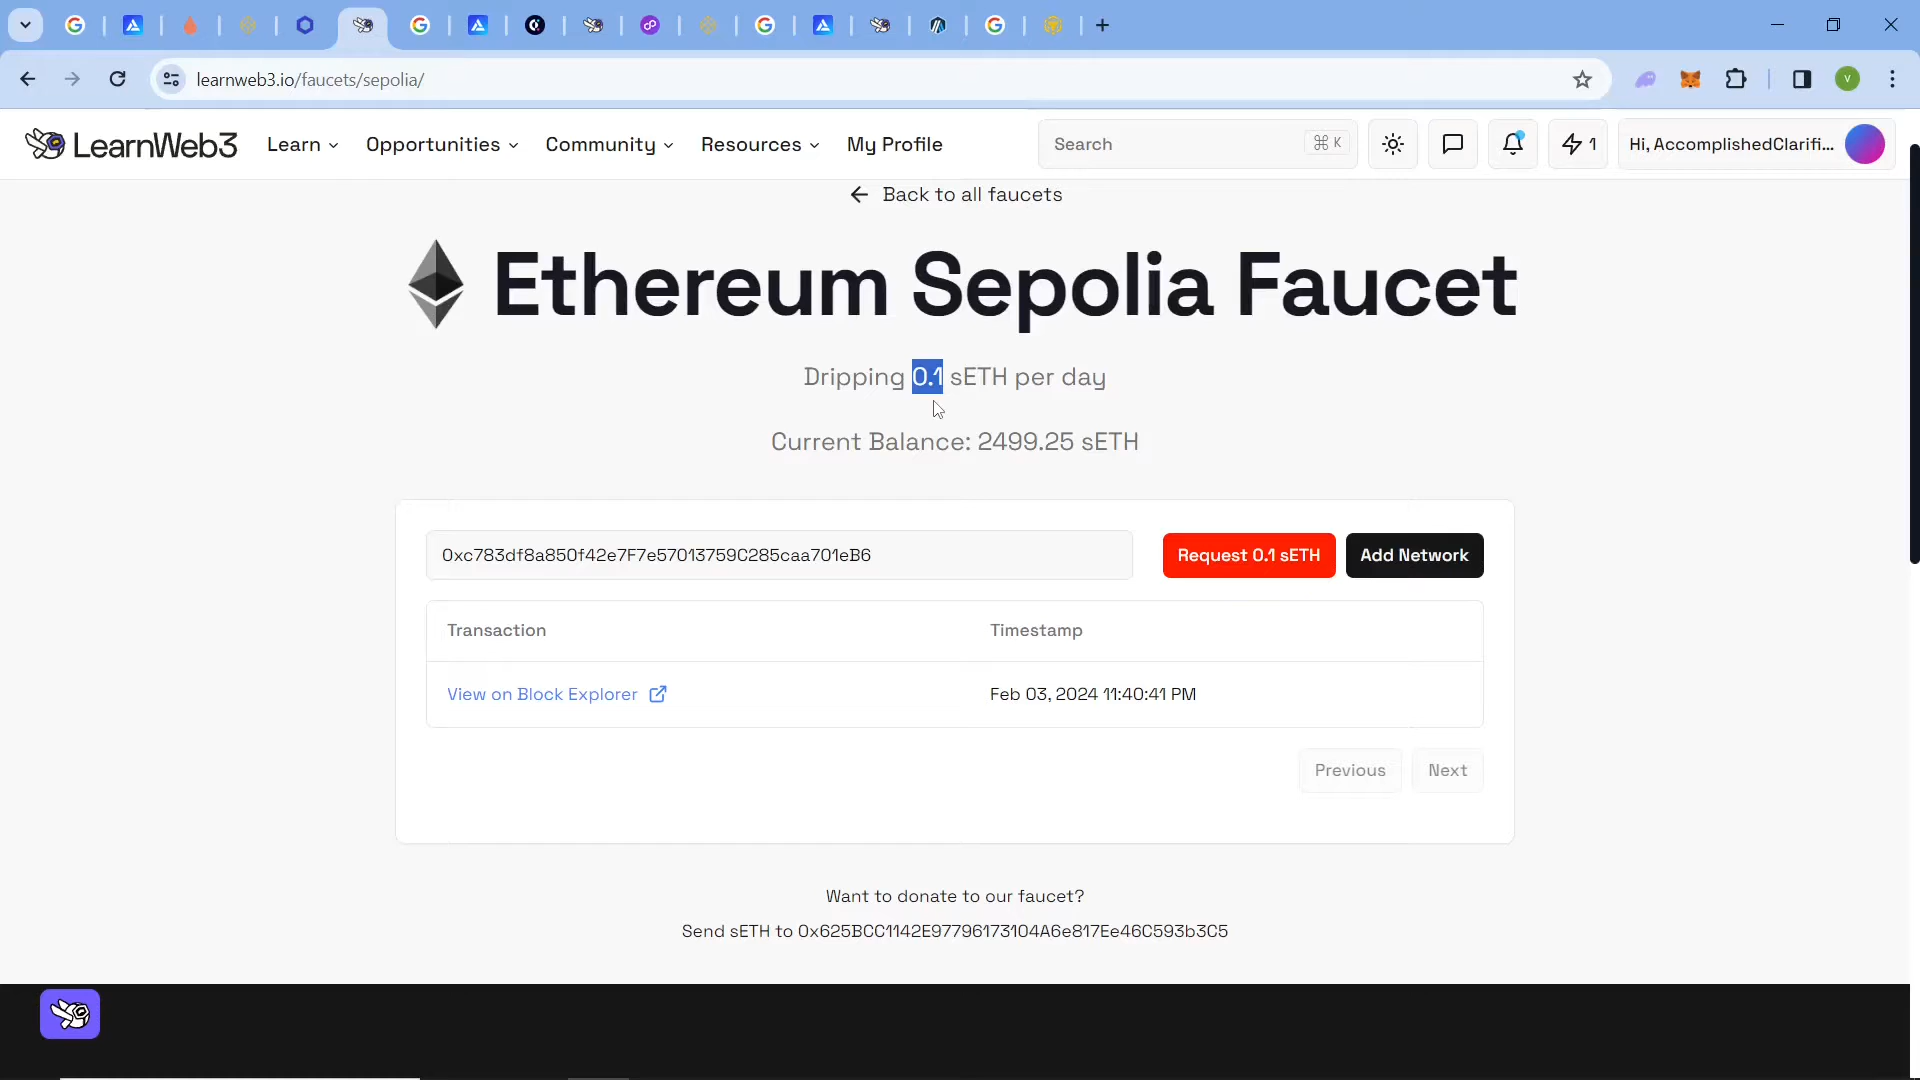 learnweb3.io/faucets/sepolia/
V
LearnWeb3
Learn
Opportunities
Community
Resources
My Profile
Search
⌘ K
1
Hi, AccomplishedClarifi...
Back to all faucets
Ethereum Sepolia Faucet
Dripping 0.1 sETH per day
Current Balance: 2499.25 sETH
0xc783df8a850f42e7F7e57013759C285caa701eB6
Request 0.1 sETH
Add Network
Transaction
Timestamp
View on Block Explorer
Feb 03, 2024 11:40:41 PM
Previous
Next
Want to donate to our faucet?
Send sETH to 0x625BCC1142E97796173104A6e817Ee46C593b3C5